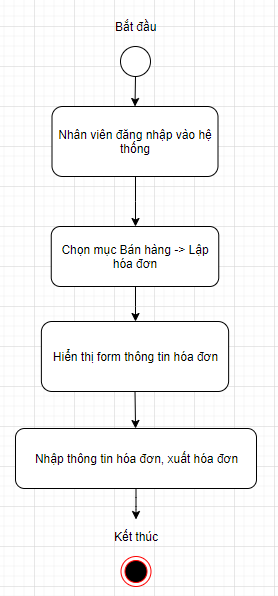 Bắt đầu
Nhân viên đăng nhập vào hệ
thống
Chọn mục Bán hàng -> Lập
hóa đơn
Hiển thị form thông tin hóa đơn
Nhập thông tin hóa đơn, xuất hóa đơn
Kết thúc